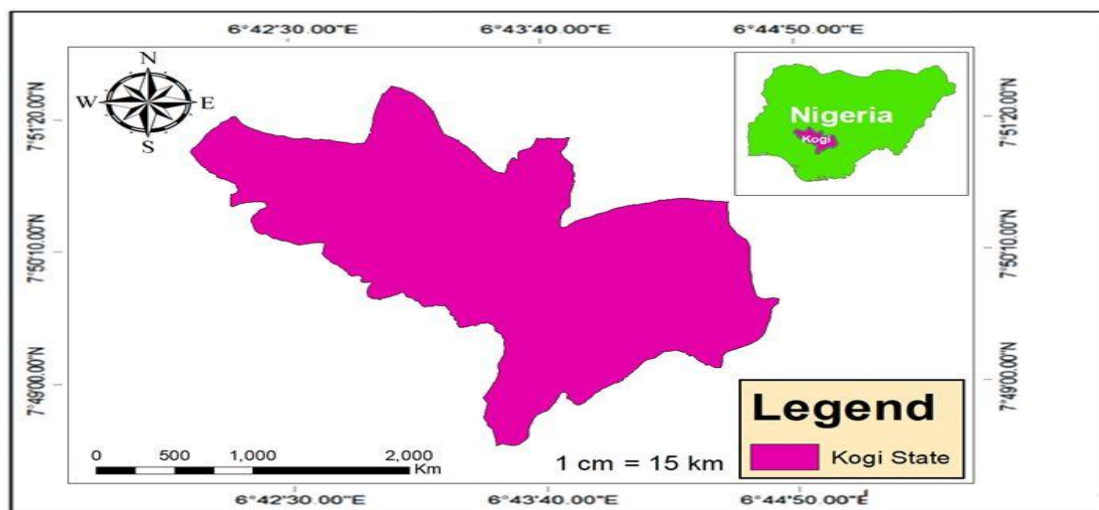 6°42'30.00"E 6°43'40.00"E 6°44'50.00"E
N
W E
S
Nigeria
Kogi
7°51'20.00"N
7°50'10.00"N
7°49'00.00"N
7°51'20.00"N
7°50'10.00"N
7°49'00.00"N
Legend
Kogi State
0 500 1,000 2,000
Km
1 cm = 15 km
6°42'30.00"E 6°43'40.00"E 6°44'50.00"E